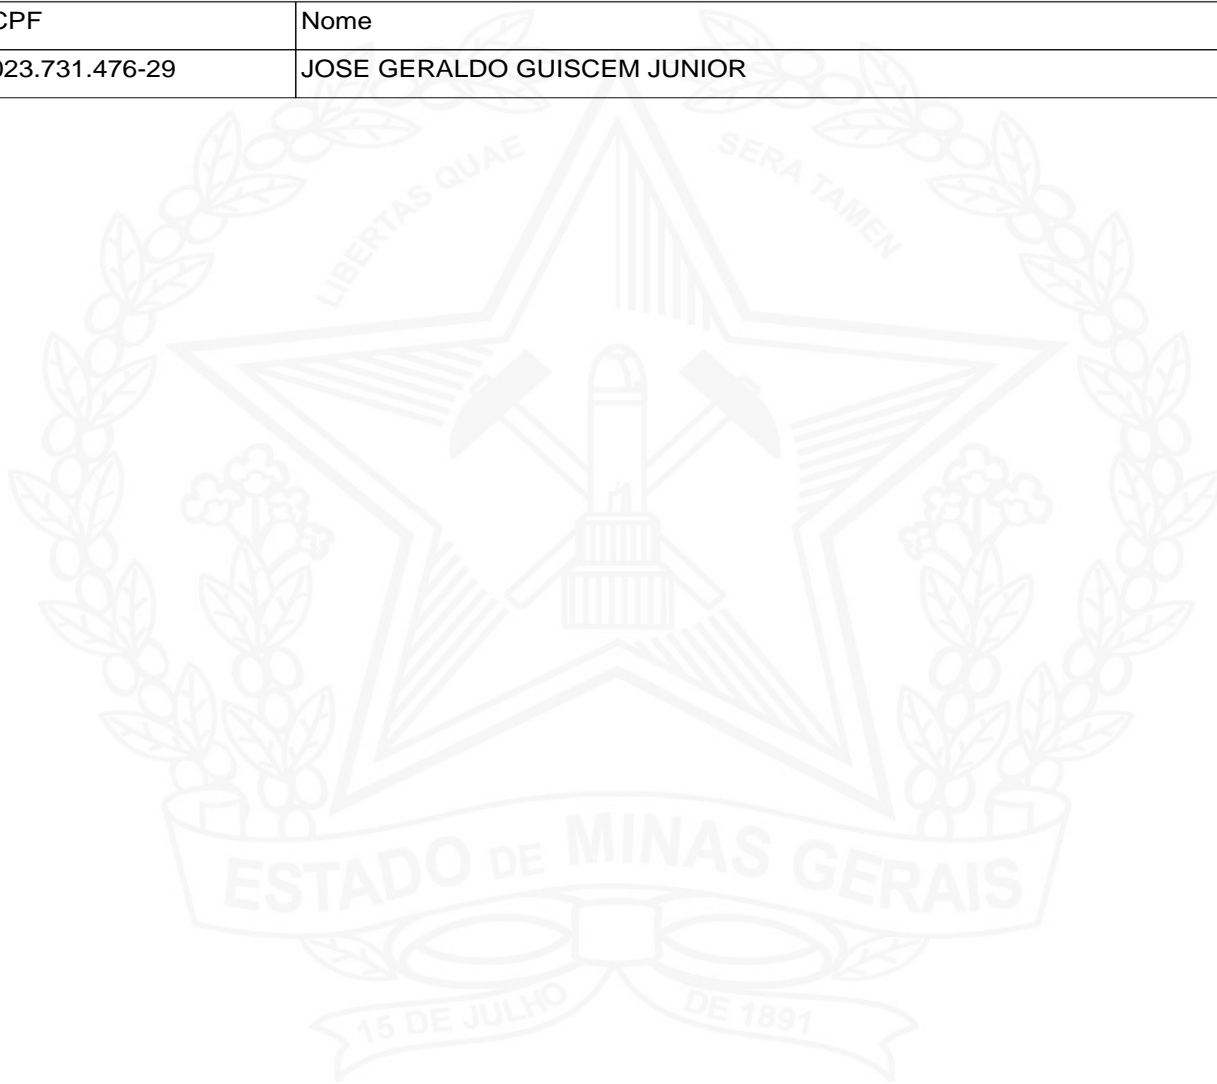 CPF Nome
023.731.476-29 JOSE GERALDO GUISCEM JUNIOR
LIBERTAS QUAE SERA TAMEN
ESTADO DE MINAS GERAIS
15 DE JULHO DE 1891